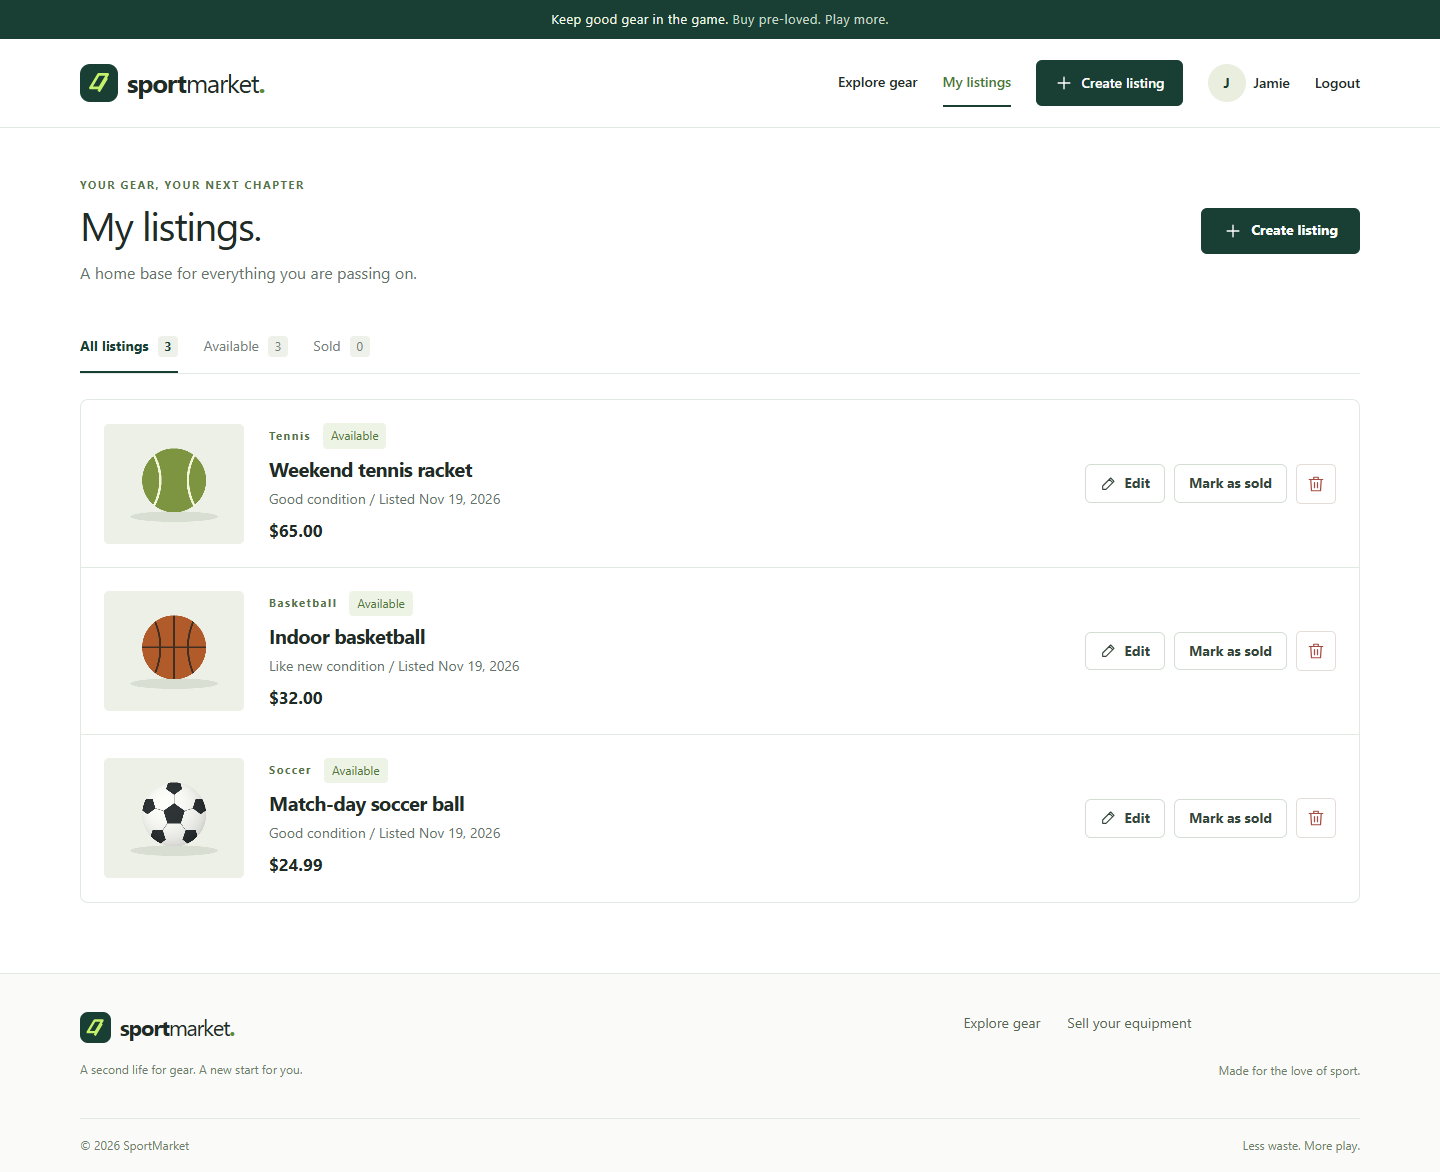 Keep good gear in the game. Buy pre-loved. Play more.
sportmarket.
Explore gear
My listings
Create listing
J
Jamie
Logout
YOUR GEAR, YOUR NEXT CHAPTER
My listings.
A home base for everything you are passing on.
Create listing
All listings 3
Available 3
Sold 0
Tennis Available
Weekend tennis racket
Good condition / Listed Nov 19, 2026
$65.00
Edit
Mark as sold
Basketball Available
Indoor basketball
Like new condition / Listed Nov 19, 2026
$32.00
Edit
Mark as sold
Soccer Available
Match-day soccer ball
Good condition / Listed Nov 19, 2026
$24.99
Edit
Mark as sold
sportmarket.
Explore gear
Sell your equipment
A second life for gear. A new start for you.
Made for the love of sport.
© 2026 SportMarket
Less waste. More play.